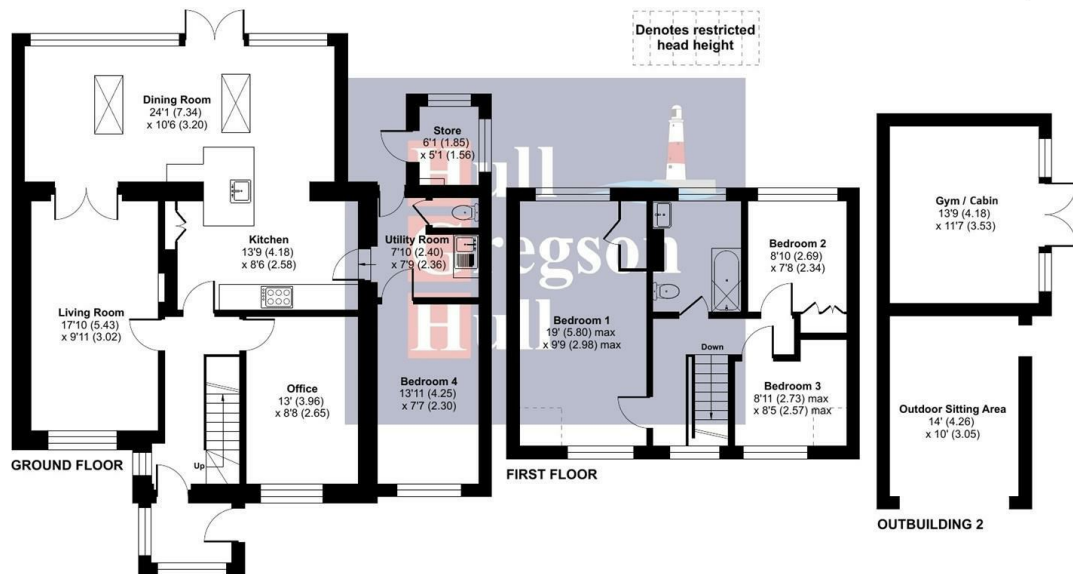 Denotes restricted
head height
Dining Room
24'1 (7.34)
x 10'6 (3.20)
Store
6'1 (1.85)
x 5'1 (1.56)
Kitchen
13'9 (4.18)
x 8'6 (2.58)
Utility Room
7'10 (2.40)
x 7'9 (2.36)
Living Room
17'10 (5.43)
x 9'11 (3.02)
Office
13' (3.96)
x 8'8 (2.65)
Bedroom 4
13'11 (4.25)
x 7'7 (2.30)
Up
GROUND FLOOR
Hull
Gregson
Hull
Bedroom 1
19' (5.80) max
x 9'9 (2.98) max
Bedroom 2
8'10 (2.69)
x 7'8 (2.34)
Down
Bedroom 3
8'11 (2.73) max
x 8'5 (2.57) max
FIRST FLOOR
Gym / Cabin
13'9 (4.18)
x 11'7 (3.53)
Outdoor Sitting Area
14' (4.26)
x 10' (3.05)
OUTBUILDING 2